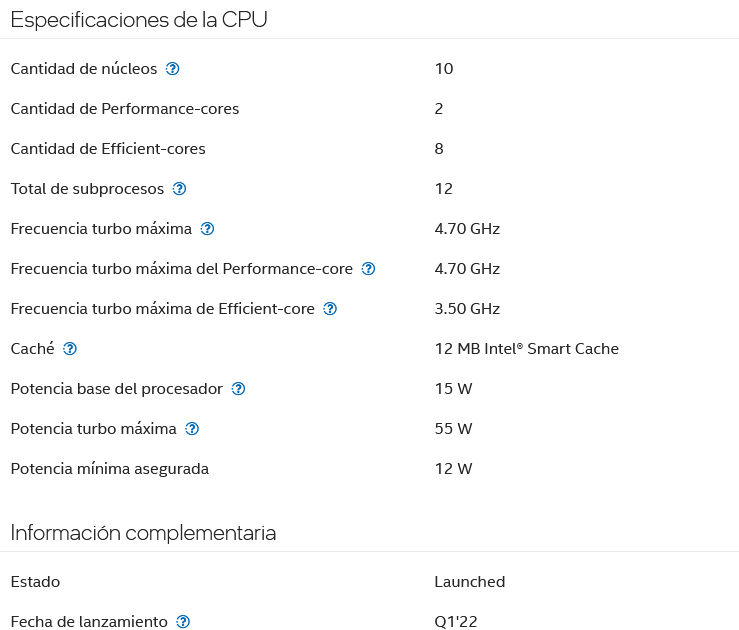 Especificaciones de la CPU
Cantidad de núcleos 10
Cantidad de Performance-cores 2
Cantidad de Efficient-cores 8
Total de subprocesos 12
Frecuencia turbo máxima 4.70 GHz
Frecuencia turbo máxima del Performance-core 4.70 GHz
Frecuencia turbo máxima de Efficient-core 3.50 GHz
Caché 12 MB Intel® Smart Cache
Potencia base del procesador 15 W
Potencia turbo máxima 55 W
Potencia mínima asegurada 12 W
Información complementaria
Estado Launched
Fecha de lanzamiento Q1'22